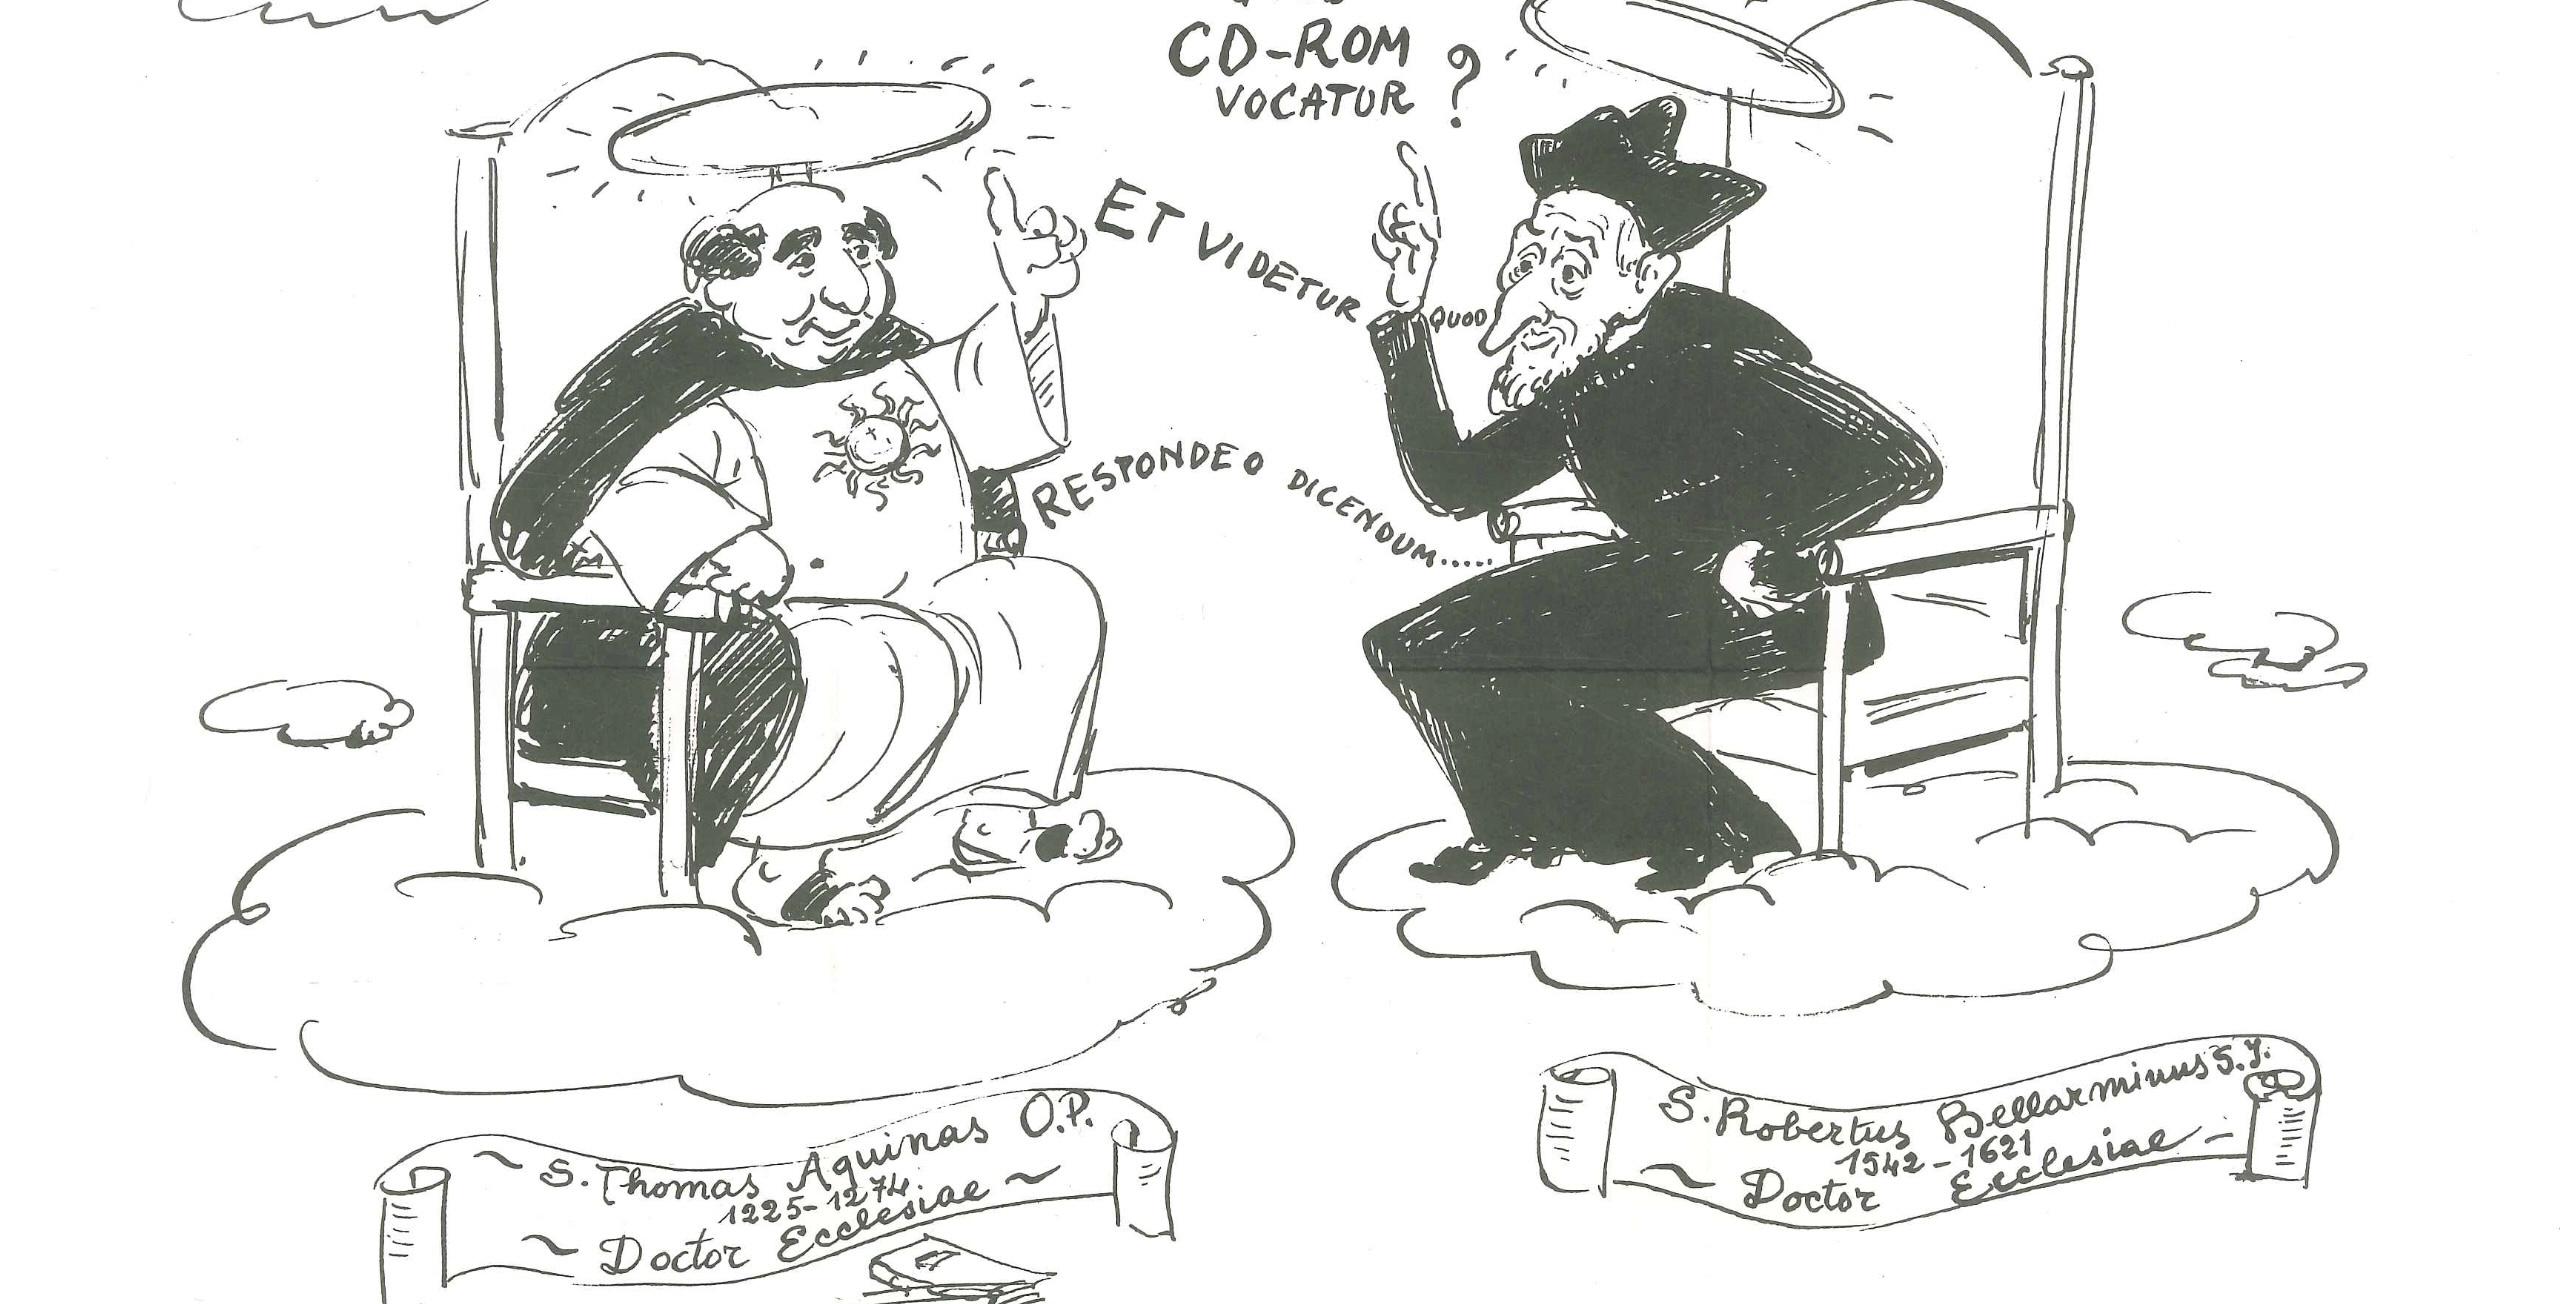 CD-ROM
VOCATUR ?
ET VIDETUR QUOD
RESPONDEO DICENDUM.....
S. Thomas Aquinas O.P.
1225-1274
Doctor Ecclesiae
S. Robertus Bellarminus S.J.
1542-1621
Doctor Ecclesiae